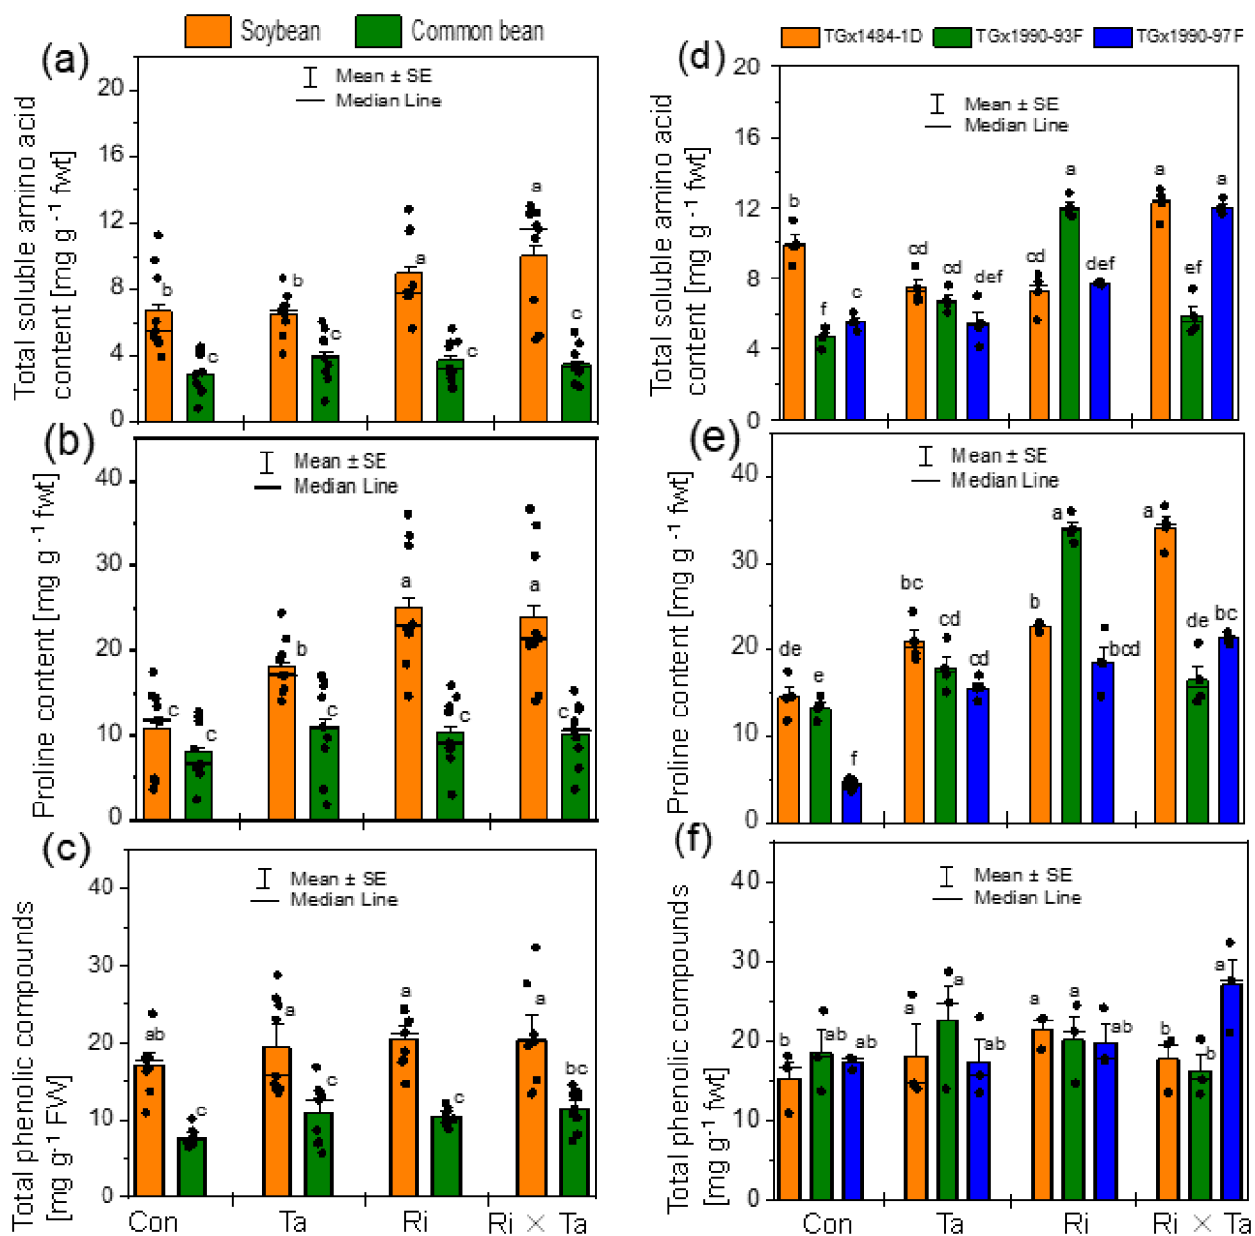 Soybean Common bean
(a)
Mean ± SE
Median Line
Total soluble amino acid
content [mg g -1 fwt]
20
16
12
8
4
0
b
c
b
c
a
c
a
c
(b)
Mean ± SE
Median Line
Proline content [mg g -1 fwt]
40
30
20
10
0
c
c
b
c
a
c
a
c
(c)
Mean ± SE
Median Line
Total phenolic compounds
[mg g-1 FW]
40
30
20
10
0
ab
c
a
c
a
c
a
bc
Con Ta Ri Ri × Ta
TGx1484-1D TGx1990-93F TGx1990-97F
(d)
Mean ± SE
Median Line
Total soluble amino acid
content [mg g -1 fwt]
20
16
12
8
4
0
b
f
c
cd
cd
def
cd
a
def
a
ef
a
(e)
Mean ± SE
Median Line
Proline content [mg g -1 fwt]
40
30
20
10
0
de
e
f
bc
cd
cd
b
a
bcd
a
de
bc
(f)
Mean ± SE
Median Line
Total phenolic compounds
[mg g-1 fwt]
40
30
20
10
0
b
ab
ab
a
a
ab
a
a
ab
b
b
a
Con Ta Ri Ri × Ta